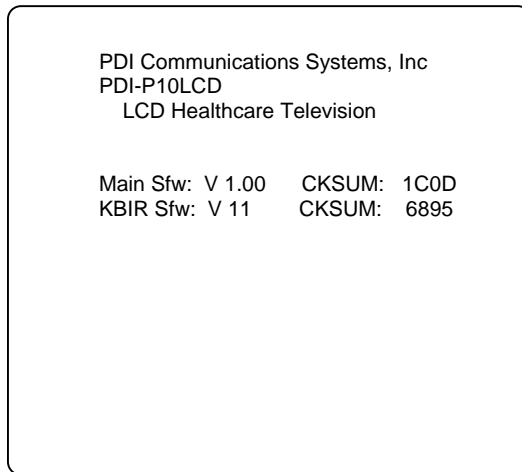 PDI Communications Systems, Inc
PDI-P10LCD
LCD Healthcare Television
Main Sfw: V 1.00 CKSUM: 1C0D
KBIR Sfw: V 11 CKSUM: 6895